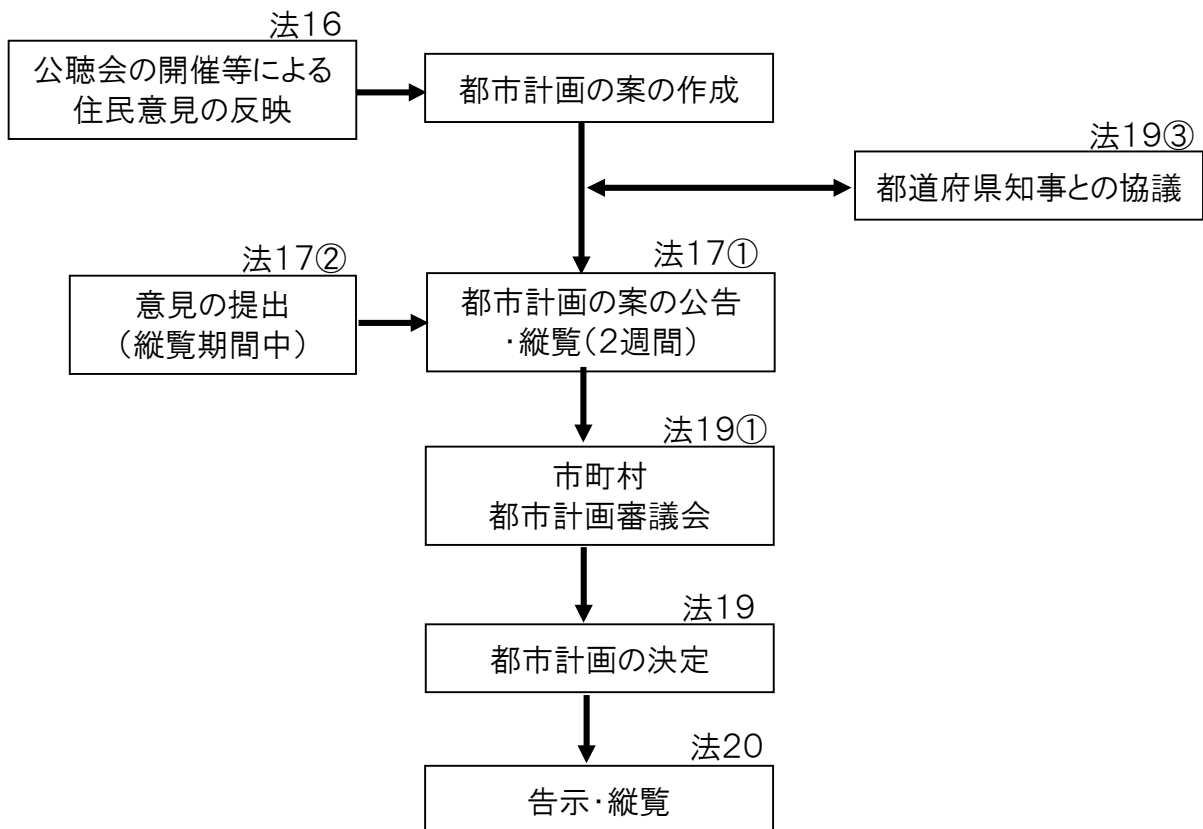 法16
公聴会の開催等による
住民意見の反映
都市計画の案の作成
法19③
都道府県知事との協議
法17②
意見の提出
（縦覧期間中）
法17①
都市計画の案の公告
・縦覧（2週間）
法19①
市町村
都市計画審議会
法19
都市計画の決定
法20
告示・縦覧